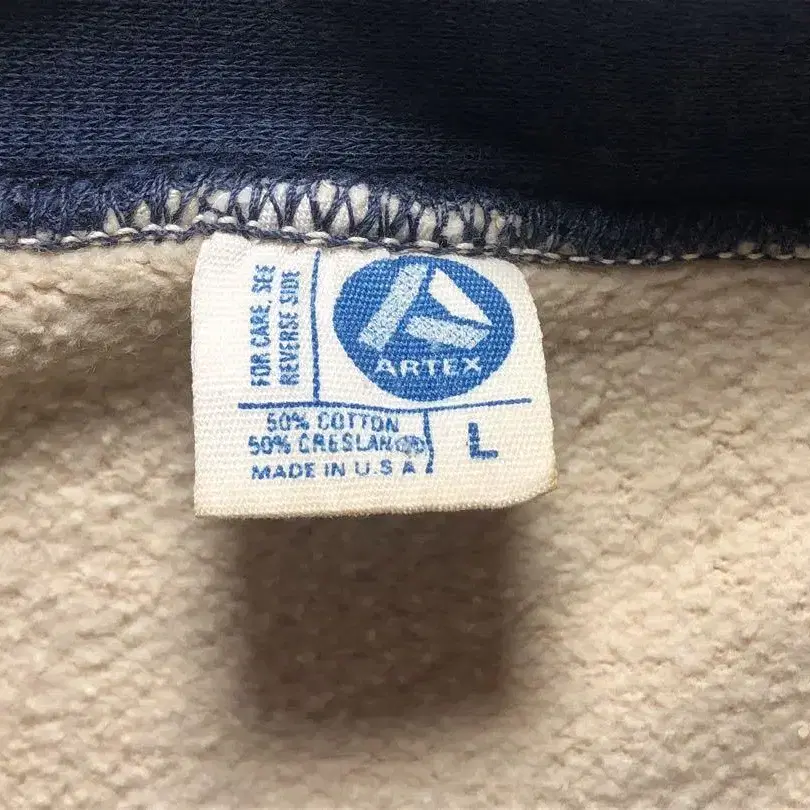 FOR CARE, SEE
REVERSE SIDE
ARTEX
50% COTTON
50% CRESLAN®
MADE IN U.S.A.
L